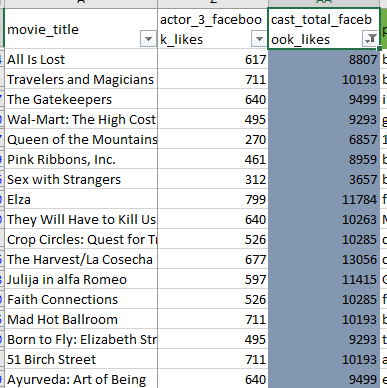 A Z AA
movie_title actor_3_faceboo cast_total_faceb
k_likes ook_likes
All Is Lost 617 8807
Travelers and Magicians 711 10193
The Gatekeepers 640 9499
Wal-Mart: The High Cost 495 9293
Queen of the Mountains 270 6857
Pink Ribbons, Inc. 461 8959
Sex with Strangers 312 3657
Elza 799 11784
They Will Have to Kill Us 640 10263
Crop Circles: Quest for Tr 526 10285
The Harvest/La Cosecha 677 13056
Julija in alfa Romeo 597 11415
Faith Connections 526 10285
Mad Hot Ballroom 711 10193
Born to Fly: Elizabeth Str 495 9293
51 Birch Street 711 10193
Ayurveda: Art of Being 640 9499